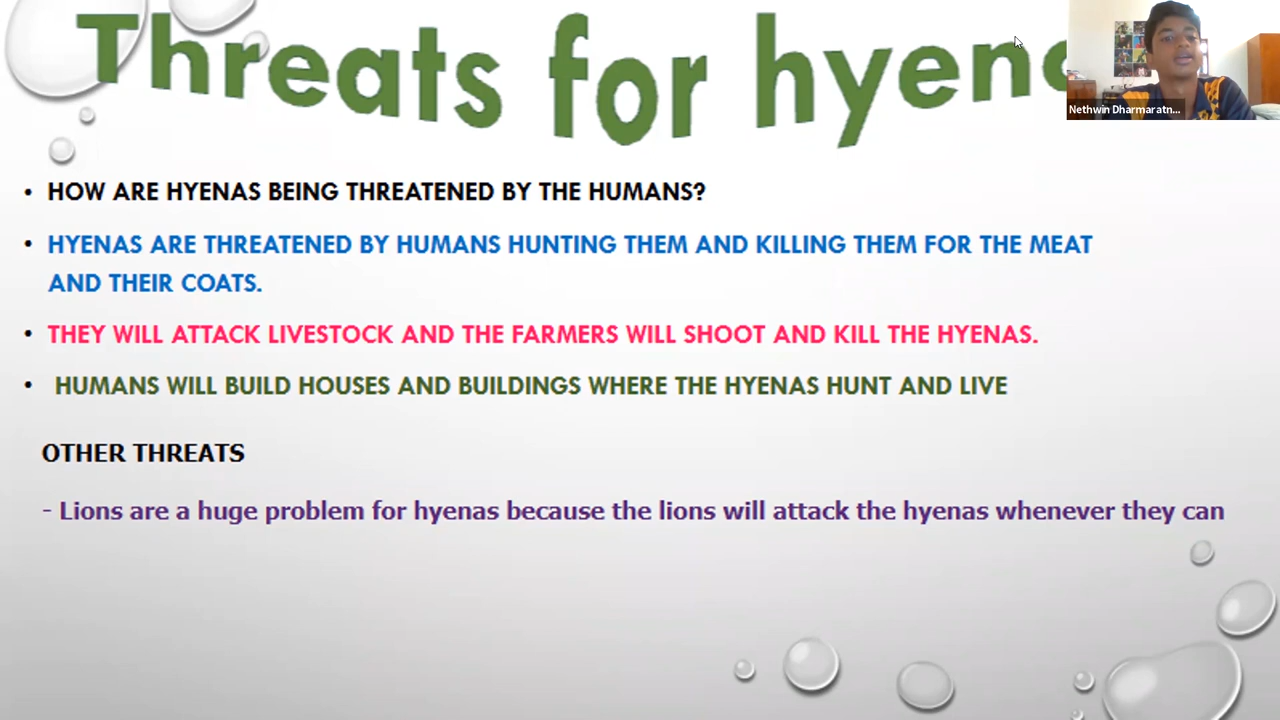 Threats for hyena
• HOW ARE HYENAS BEING THREATENED BY THE HUMANS?
• HYENAS ARE THREATENED BY HUMANS HUNTING THEM AND KILLING THEM FOR THE MEAT
AND THEIR COATS.
• THEY WILL ATTACK LIVESTOCK AND THE FARMERS WILL SHOOT AND KILL THE HYENAS.
• HUMANS WILL BUILD HOUSES AND BUILDINGS WHERE THE HYENAS HUNT AND LIVE
OTHER THREATS
- Lions are a huge problem for hyenas because the lions will attack the hyenas whenever they can
Nethwin Dharmaratn...